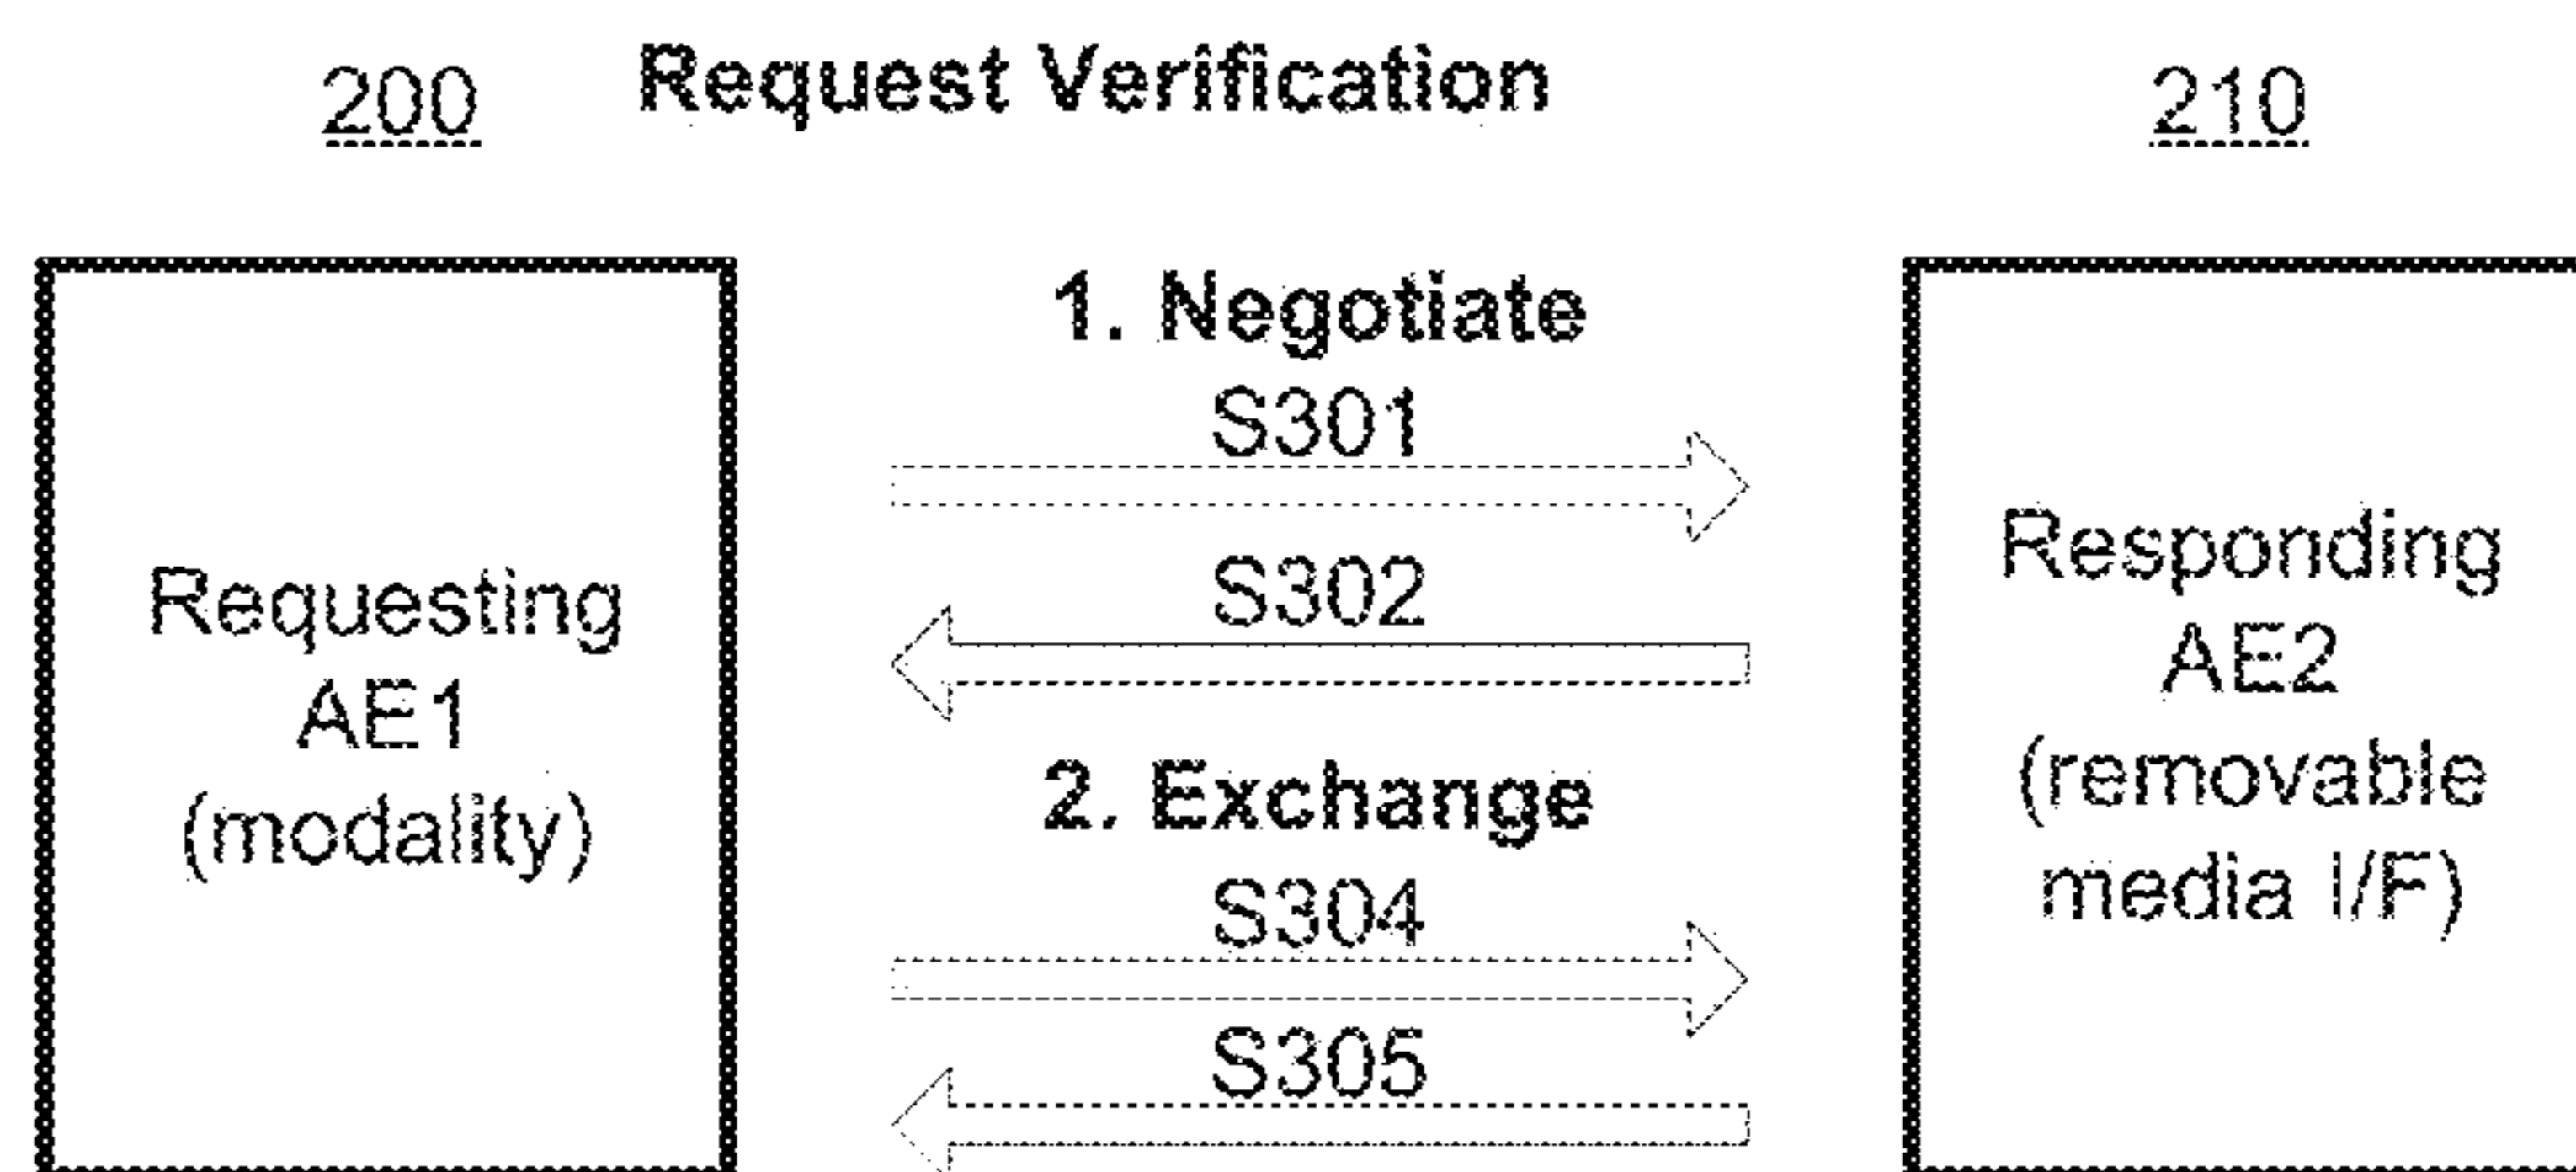 200 Request Verification 210
1. Negotiate
S301
S302
2. Exchange
S304
S305
Requesting
AE1
(modality)
Responding
AE2
(removable
media I/F)